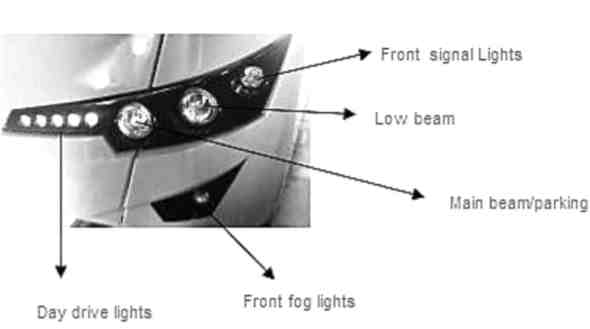 Front signal Lights
Low beam
Main beam/parking
Front fog lights
Day drive lights